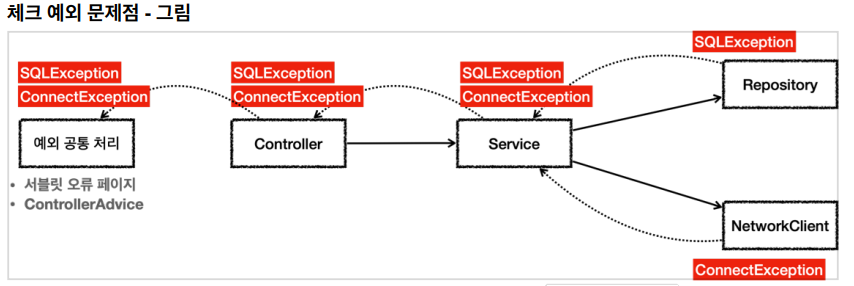 체크 예외 문제점 - 그림
SQLException
SQLException
ConnectException
SQLException
ConnectException
SQLException
ConnectException
Repository
예외 공통 처리
Controller
Service
• 서블릿 오류 페이지
• ControllerAdvice
NetworkClient
ConnectException